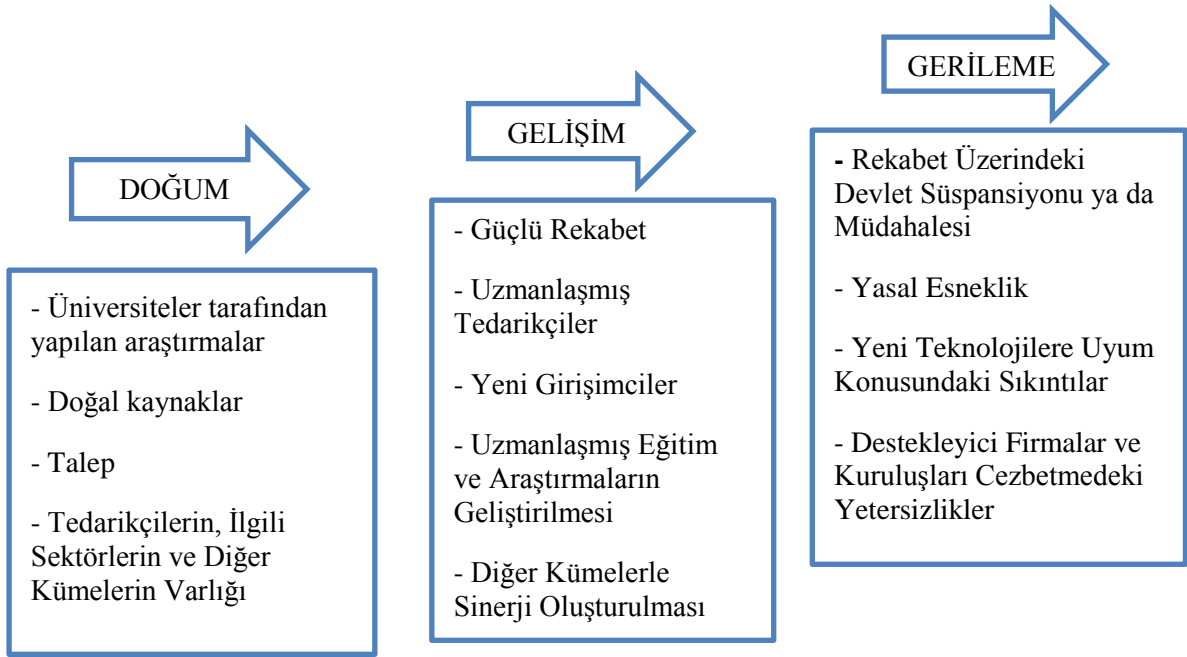 DOĞUM
- Üniversiteler tarafından
yapılan araştırmalar
- Doğal kaynaklar
- Talep
- Tedarikçilerin, İlgili
Sektörlerin ve Diğer
Kümelerin Varlığı
GELİŞİM
- Güçlü Rekabet
- Uzmanlaşmış
Tedarikçiler
- Yeni Girişimciler
- Uzmanlaşmış Eğitim
ve Araştırmaların
Geliştirilmesi
- Diğer Kümelerle
Sinerji Oluşturulması
GERİLEME
- Rekabet Üzerindeki
Devlet Süspansiyonu ya da
Müdahalesi
- Yasal Esneklik
- Yeni Teknolojilere Uyum
Konusundaki Sıkıntılar
- Destekleyici Firmalar ve
Kuruluşları Cezbetmedeki
Yetersizlikler